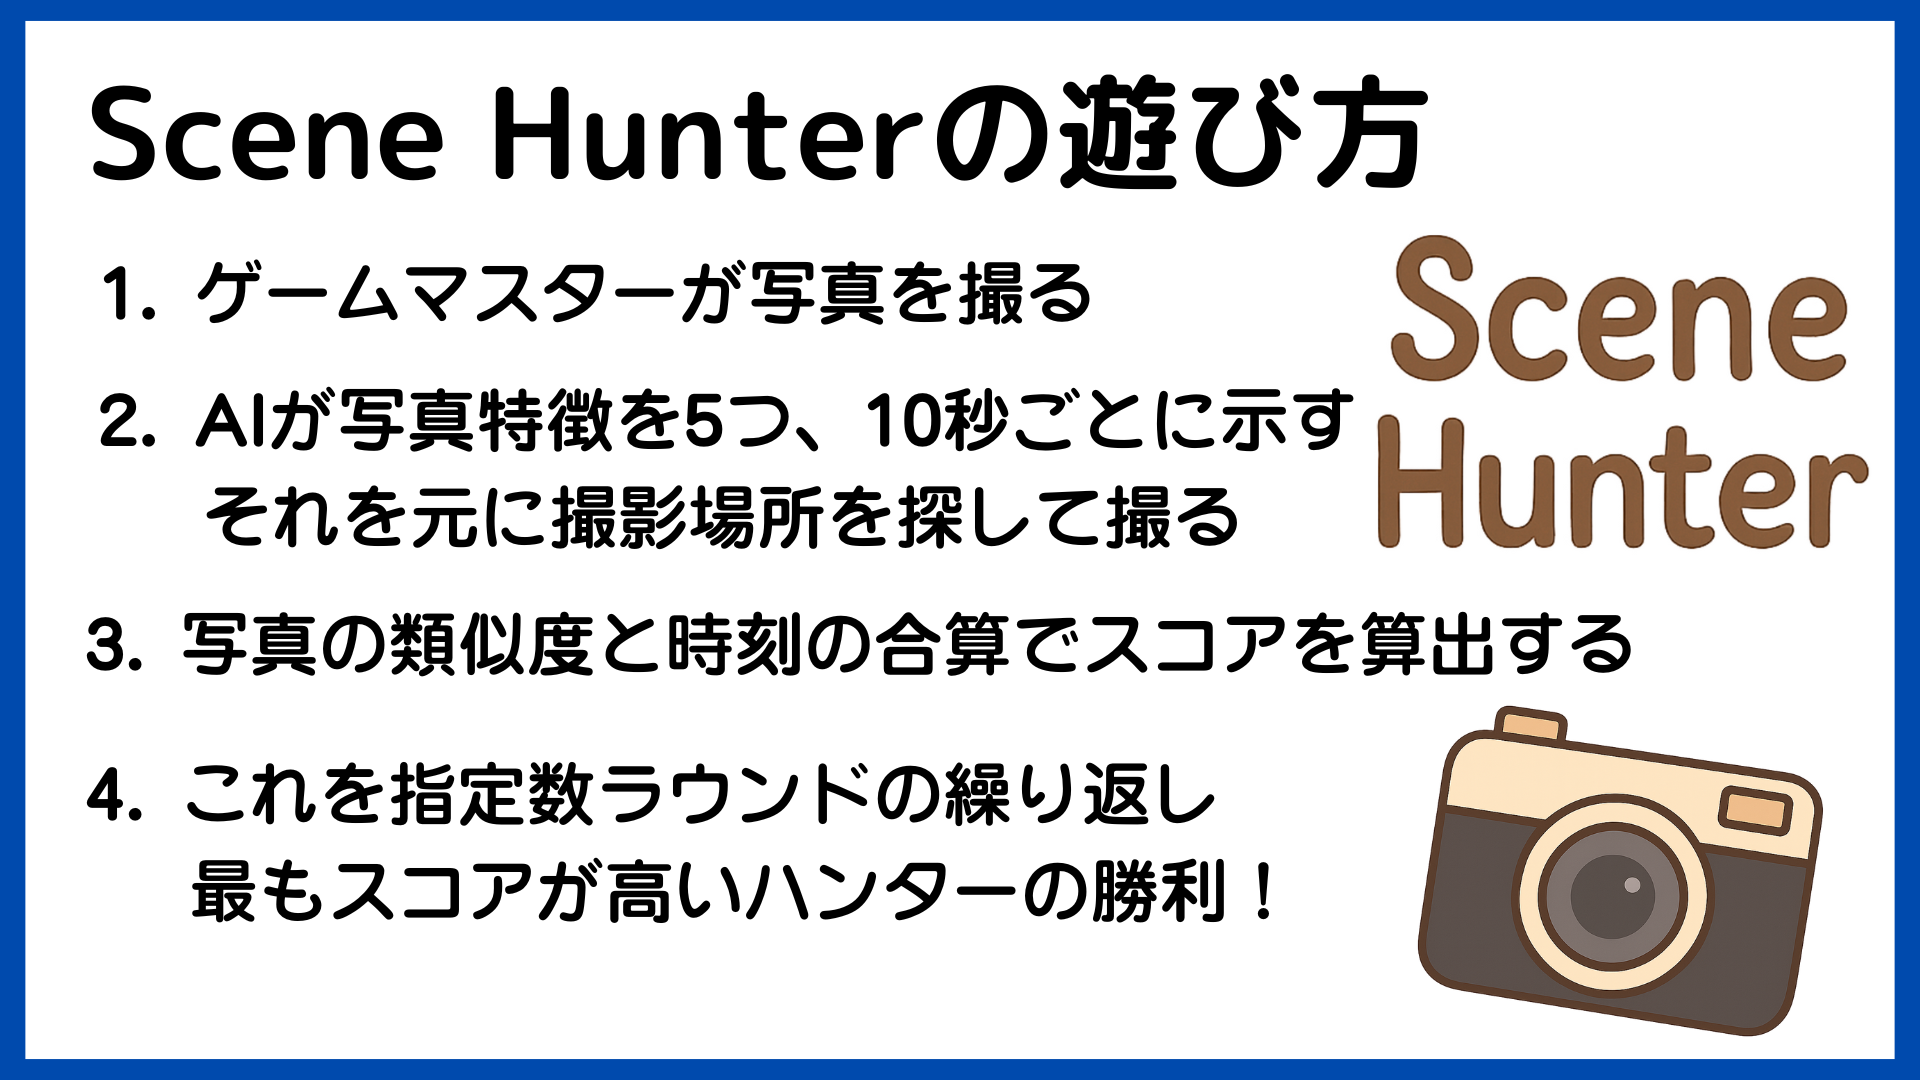 Scene Hunterの遊び方
1. ゲームマスターが写真を撮る
2. AIが写真特徴を5つ、10秒ごとに示す
それを元に撮影場所を探して撮る
3. 写真の類似度と時刻の合算でスコアを算出する
4. これを指定数ラウンドの繰り返し
最もスコアが高いハンターの勝利！
Scene
Hunter